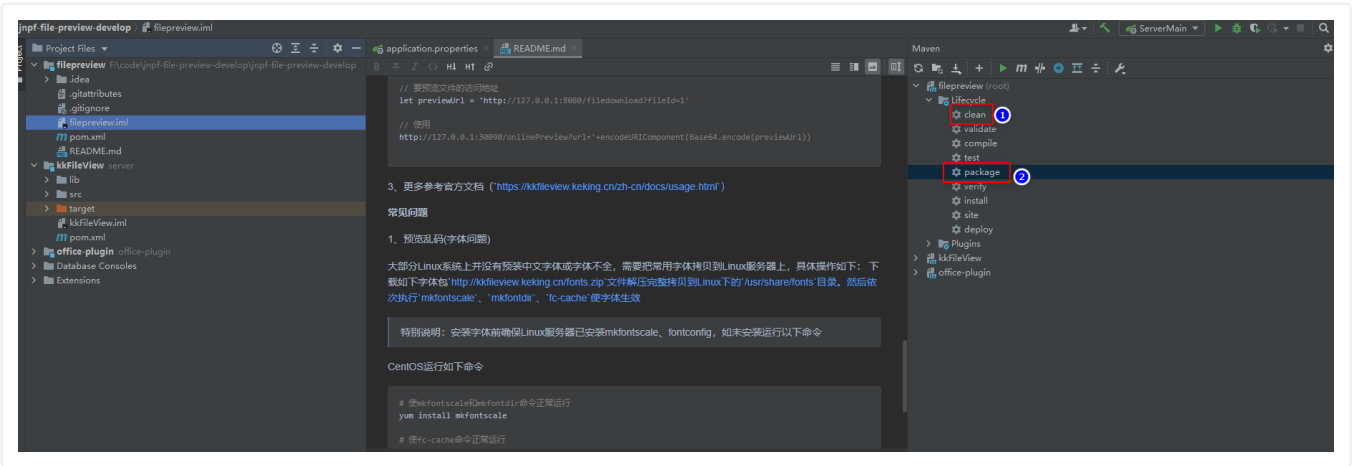 jnpf-file-preview-develop filepreview.iml
ServerMain
Project
Project Files
filepreview F:\code\jnpf-file-preview-develop\jnpf-file-preview-develop
.idea
.gitattributes
.gitignore
filepreview.iml
pom.xml
README.md
kkFileView server
lib
src
target
kkFileView.iml
pom.xml
office-plugin office-plugin
Database Consoles
Extensions
application.properties
README.md
B I <> H↓ H↑
// 要预览文件的访问地址
let previewUrl = 'http://127.0.0.1:8080/filedownload?fileId=1'
// 使用
http://127.0.0.1:30090/onlinePreview?url='+encodeURIComponent(Base64.encode(previewUrl))
3、更多参考官方文档（`https://kkfileview.keking.cn/zh-cn/docs/usage.html`）
常见问题
1、预览乱码(字体问题)
大部分Linux系统上并没有预装中文字体或字体不全，需要把常用字体拷贝到Linux服务器上，具体操作如下： 下
载如下字体包`http://kkfileview.keking.cn/fonts.zip`文件解压完整拷贝到Linux下的`/usr/share/fonts`目录。然后依
次执行`mkfontscale`、`mkfontdir`、`fc-cache`使字体生效
特别说明：安装字体前确保Linux服务器已安装mkfontscale、fontconfig，如未安装运行以下命令
CentOS运行如下命令
# 使mkfontscale和mkfontdir命令正常运行
yum install mkfontscale
# 使fc-cache命令正常运行
Maven
m
filepreview (root)
Lifecycle
clean 1
validate
compile
test
package 2
verify
install
site
deploy
Plugins
kkFileView
office-plugin